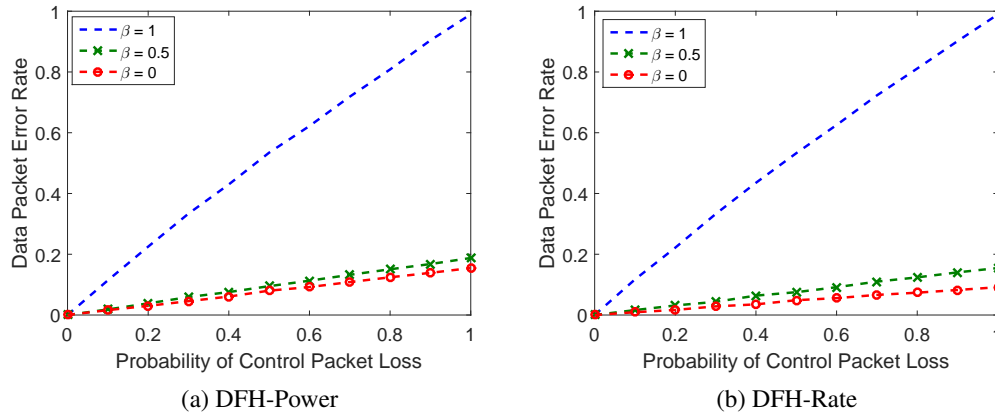 β = 1
β = 0.5
β = 0
Data Packet Error Rate
1
0.8
0.6
0.4
0.2
0
0 0.2 0.4 0.6 0.8 1
Probability of Control Packet Loss
(a) DFH-Power
β = 1
β = 0.5
β = 0
Data Packet Error Rate
1
0.8
0.6
0.4
0.2
0
0 0.2 0.4 0.6 0.8
Probability of Control Packet Loss
(b) DFH-Rate